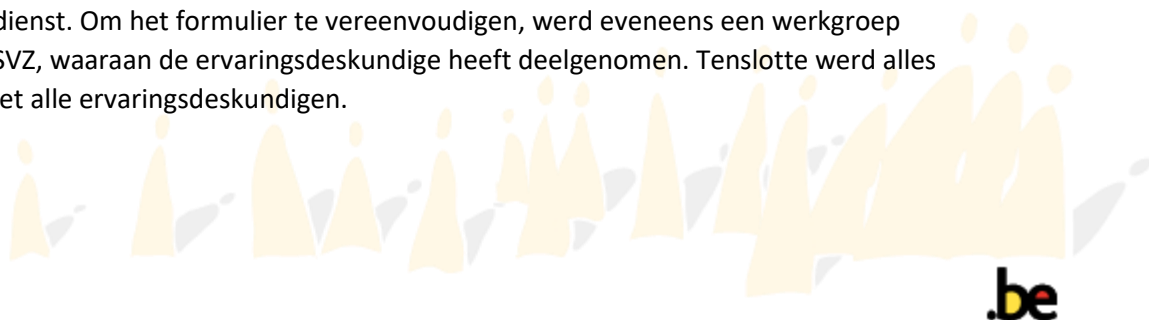 dienst. Om het formulier te vereenvoudigen, werd eveneens een werkgroep
SVZ, waaraan de ervaringsdeskundige heeft deelgenomen. Tenslotte werd alles
et alle ervaringsdeskundigen.
.be